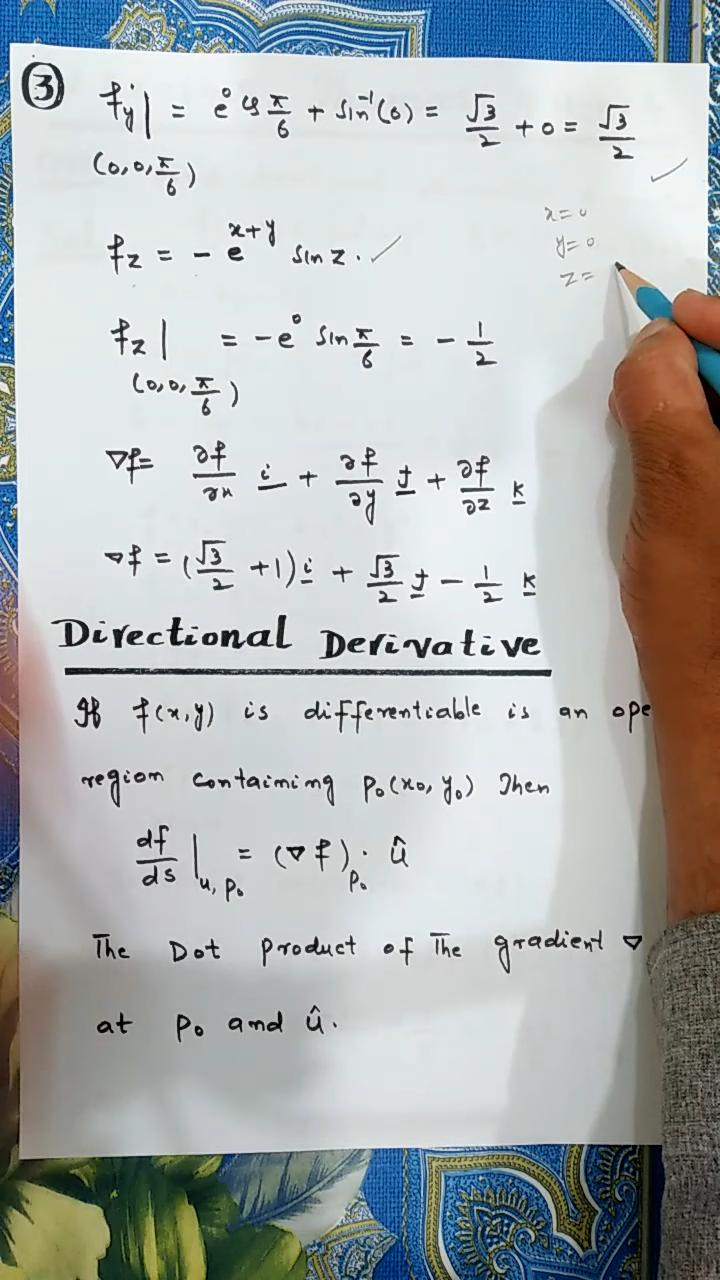 ③ fy| = e⁰ cos π/6 + sin⁻¹(0) = √3/2 + 0 = √3/2
(0,0,π/6)
x=0
y=0
z=
fz = - e^(x+y) sin z.
fz| = -e⁰ sin π/6 = - 1/2
(0,0,π/6)
∇f= ∂f/∂x i + ∂f/∂y j + ∂f/∂z k
∇f = (√3/2 +1) i + √3/2 j - 1/2 k
Directional Derivative
If f(x,y) is differentiable is an ope
region containing P₀(x₀, y₀) Then
df/ds |u, P₀ = (∇f)P₀ · û
The Dot product of The gradient ∇
at P₀ and û.